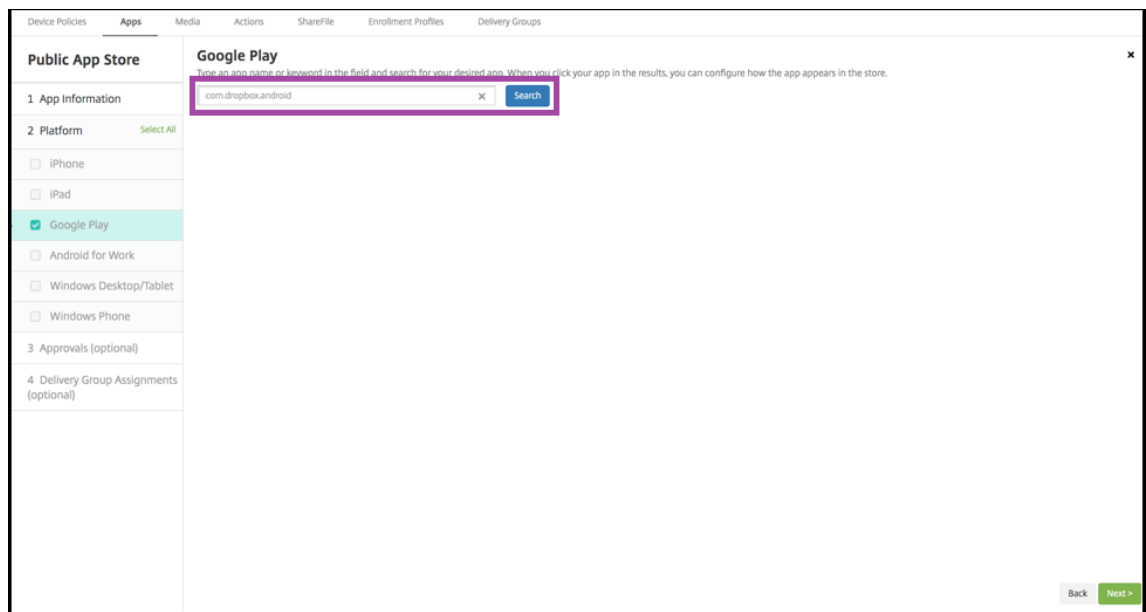 Device Policies Apps Media Actions ShareFile Enrollment Profiles Delivery Groups
Public App Store
1 App Information
2 Platform Select All
iPhone
iPad
Google Play
Android for Work
Windows Desktop/Tablet
Windows Phone
3 Approvals (optional)
4 Delivery Group Assignments
(optional)
Google Play
Type an app name or keyword in the field and search for your desired app. When you click your app in the results, you can configure how the app appears in the store.
com.dropbox.android Search
Back Next >